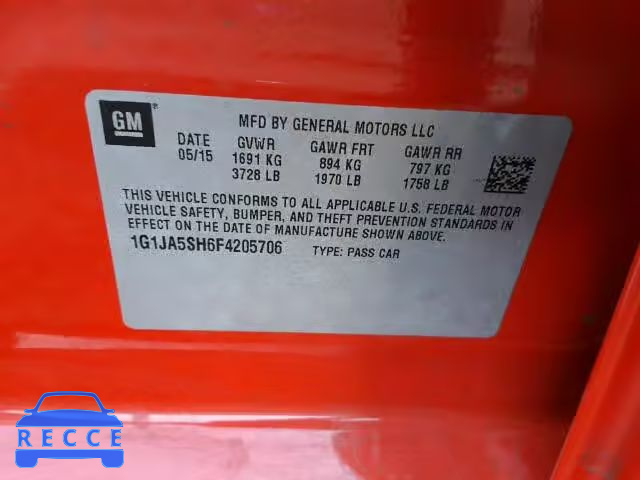 GM
MFD BY GENERAL MOTORS LLC
DATE GVWR GAWR FRT GAWR RR
05/15 1691 KG 894 KG 797 KG
3728 LB 1970 LB 1758 LB
THIS VEHICLE CONFORMS TO ALL APPLICABLE U.S. FEDERAL MOTOR
VEHICLE SAFETY, BUMPER, AND THEFT PREVENTION STANDARDS IN
EFFECT ON THE DATE OF MANUFACTURE SHOWN ABOVE.
1G1JA5SH6F4205706 TYPE: PASS CAR
RECCE